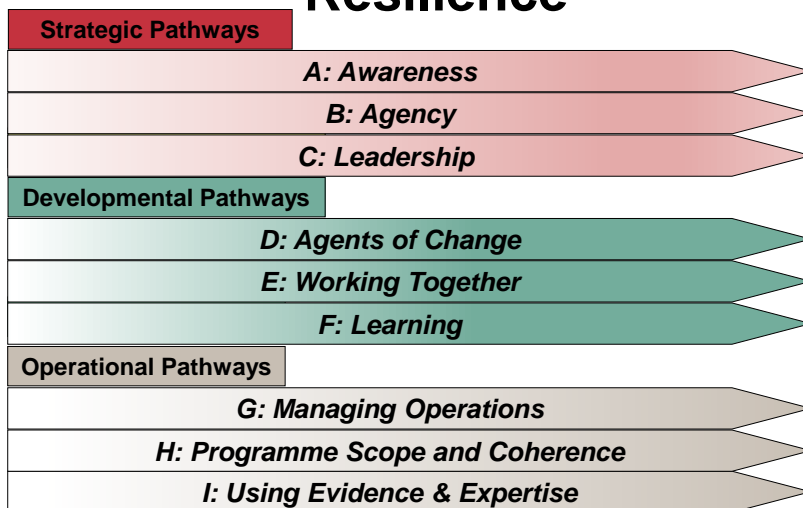 Resilience
Strategic Pathways
A: Awareness
B: Agency
C: Leadership
Developmental Pathways
D: Agents of Change
E: Working Together
F: Learning
Operational Pathways
G: Managing Operations
H: Programme Scope and Coherence
I: Using Evidence & Expertise